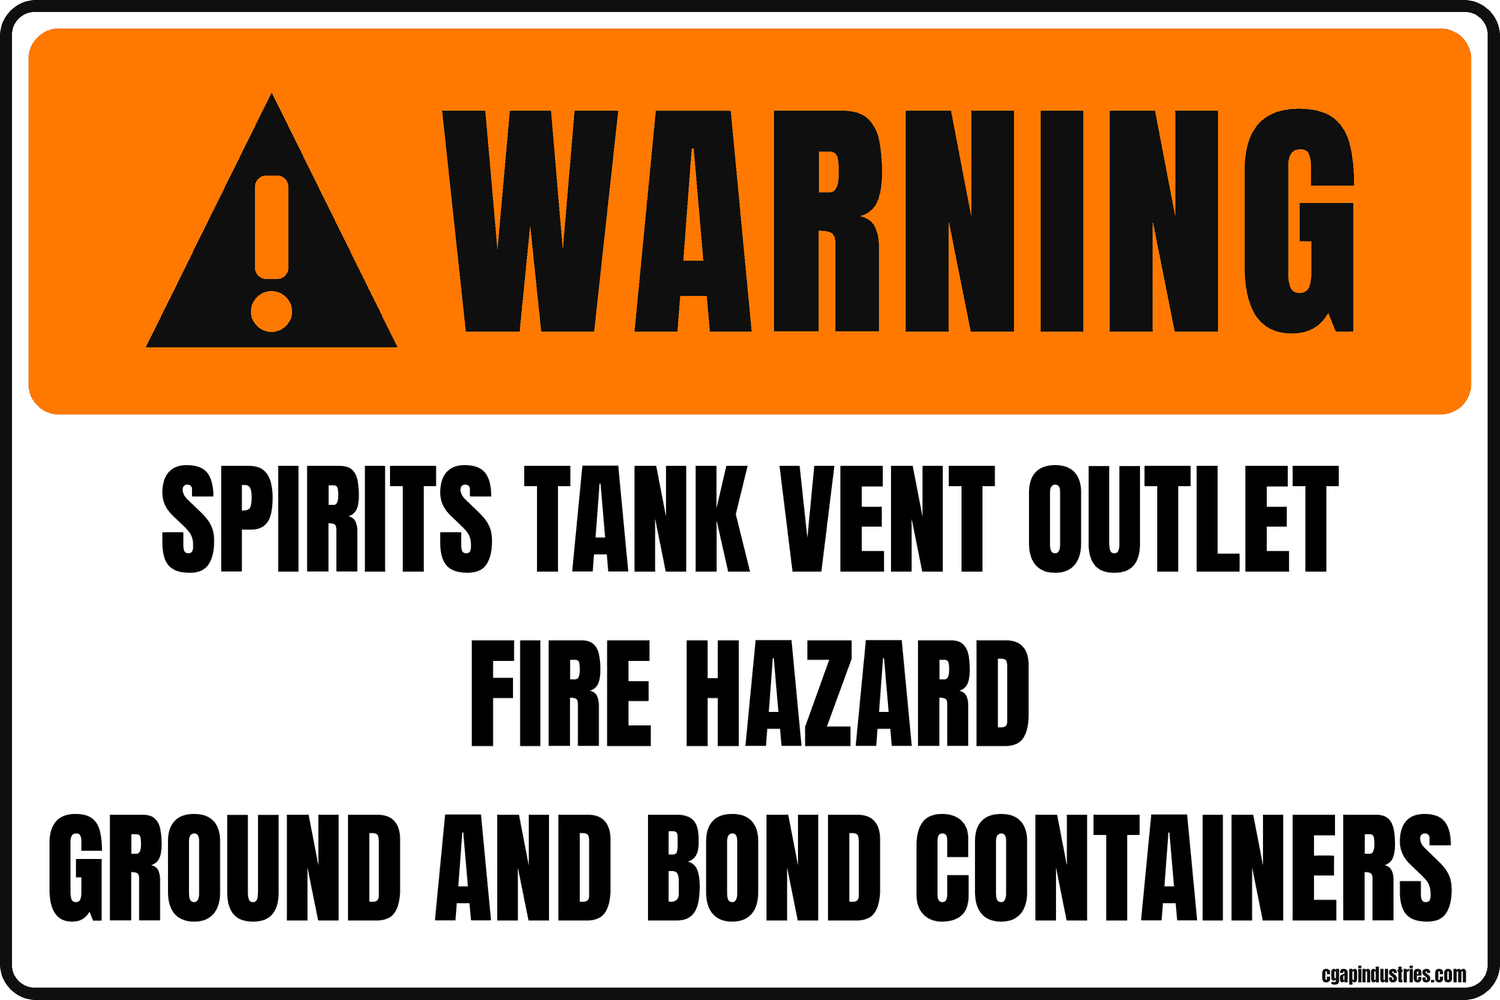 WARNING
SPIRITS TANK VENT OUTLET
FIRE HAZARD
GROUND AND BOND CONTAINERS
cgapindustries.com